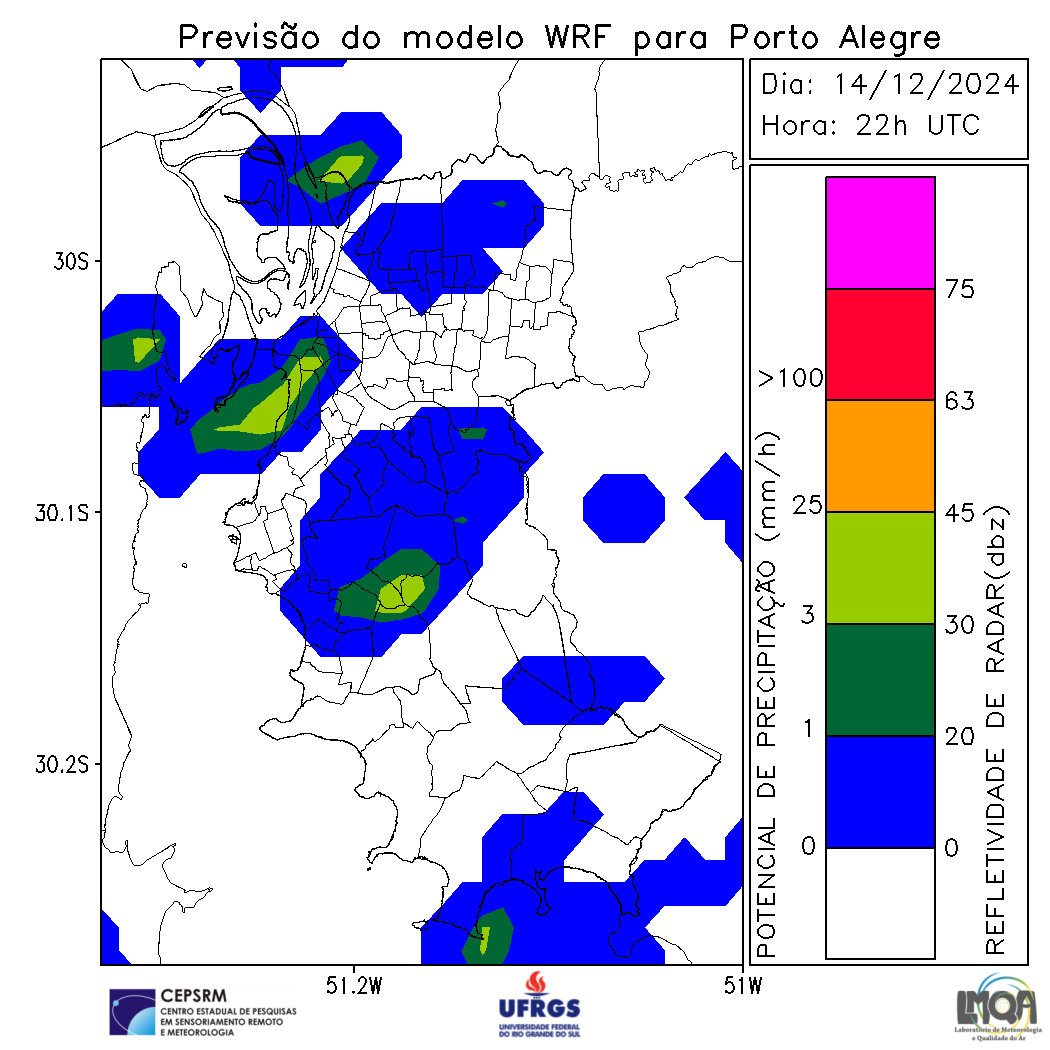 Previsão do modelo WRF para Porto Alegre
Dia: 14/12/2024
Hora: 22h UTC
30S
30.1S
30.2S
51.2W
51W
POTENCIAL DE PRECIPITAÇÃO (mm/h)
>100
25
3
1
0
75
63
45
30
20
0
REFLETIVIDADE DE RADAR(dbz)
CEPSRM
CENTRO ESTADUAL DE PESQUISAS
EM SENSORIAMENTO REMOTO
E METEOROLOGIA
UFRGS
UNIVERSIDADE FEDERAL
DO RIO GRANDE DO SUL
LMQA
Laboratório de Meteorologia
e Qualidade do Ar